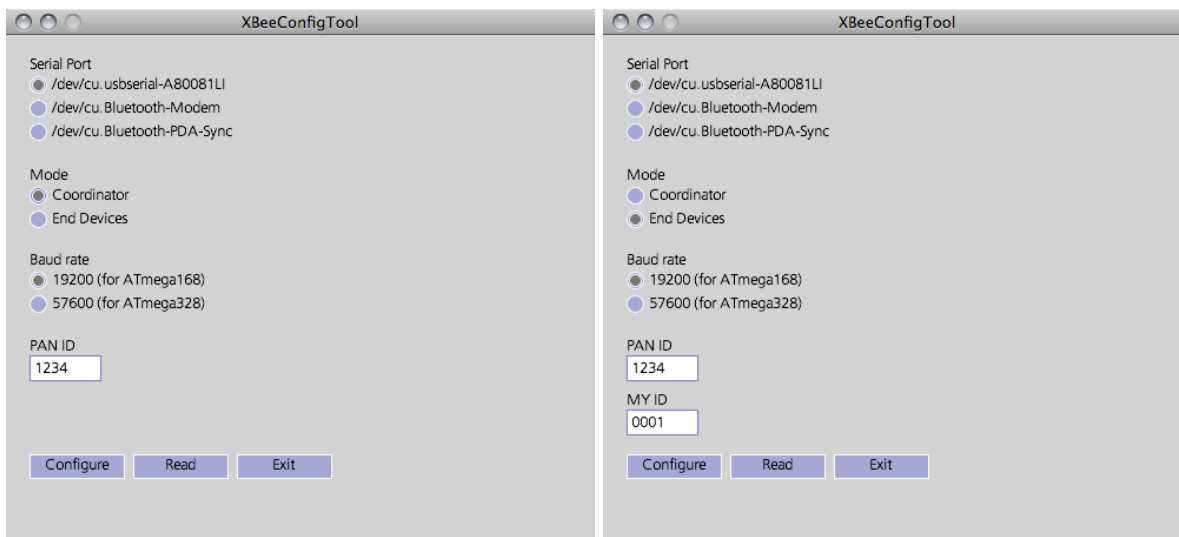 XBeeConfigTool
Serial Port
/dev/cu.usbserial-A80081LI
/dev/cu.Bluetooth-Modem
/dev/cu.Bluetooth-PDA-Sync
Mode
Coordinator
End Devices
Baud rate
19200 (for ATmega168)
57600 (for ATmega328)
PAN ID
1234
Configure
Read
Exit
XBeeConfigTool
Serial Port
/dev/cu.usbserial-A80081LI
/dev/cu.Bluetooth-Modem
/dev/cu.Bluetooth-PDA-Sync
Mode
Coordinator
End Devices
Baud rate
19200 (for ATmega168)
57600 (for ATmega328)
PAN ID
1234
MY ID
0001
Configure
Read
Exit